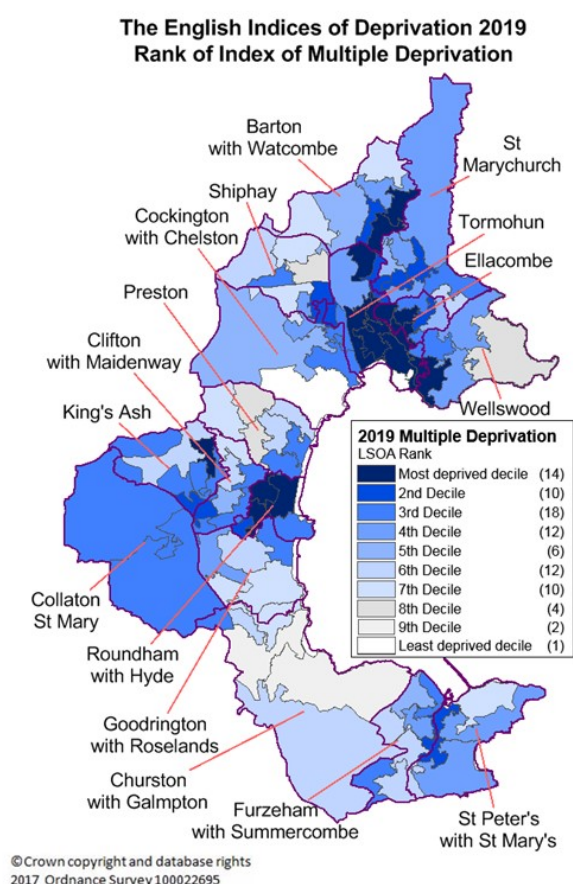 The English Indices of Deprivation 2019
Rank of Index of Multiple Deprivation
Barton
with Watcombe
St
Marychurch
Shiphay
Tormohun
Cockington
with Chelston
Ellacombe
Preston
Clifton
with Maidenway
King's Ash
Wellswood
2019 Multiple Deprivation
LSOA Rank
Most deprived decile (14)
2nd Decile (10)
3rd Decile (18)
4th Decile (12)
5th Decile (6)
6th Decile (12)
7th Decile (10)
8th Decile (4)
9th Decile (2)
Least deprived decile (1)
Collaton
St Mary
Roundham
with Hyde
Goodrington
with Roselands
Churston
with Galmpton
Furzeham
with Summercombe
St Peter's
with St Mary's
©Crown copyright and database rights
2017 Ordnance Survey 100022695